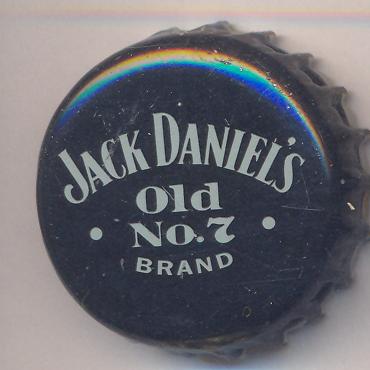 JACK DANIEL'S
Old
• No.7 •
BRAND